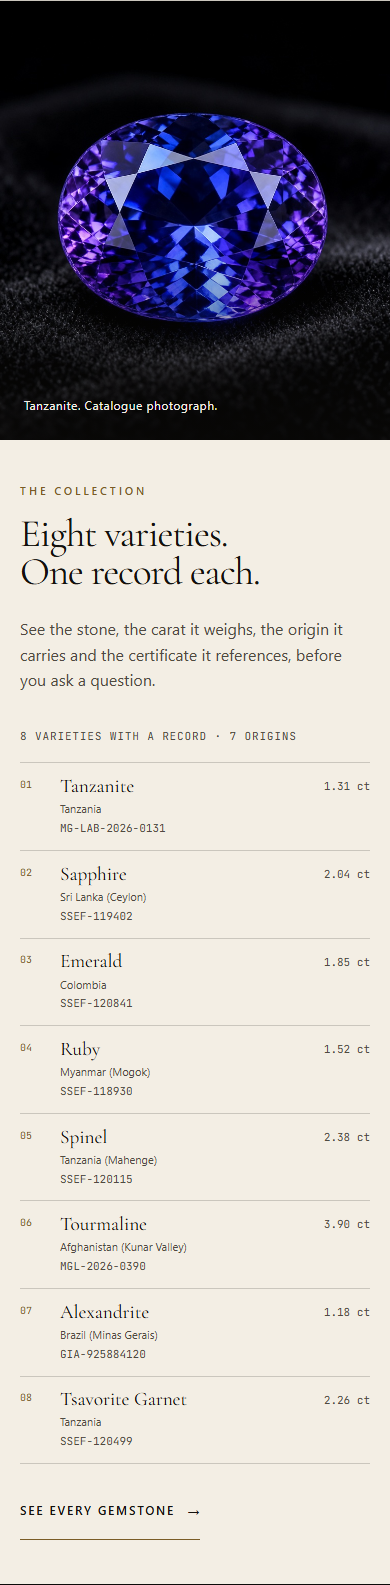 Tanzanite. Catalogue photograph.
THE COLLECTION
Eight varieties.
One record each.
See the stone, the carat it weighs, the origin it
carries and the certificate it references, before
you ask a question.
8 VARIETIES WITH A RECORD · 7 ORIGINS
01 Tanzanite 1.31 ct
Tanzania
MG-LAB-2026-0131
02 Sapphire 2.04 ct
Sri Lanka (Ceylon)
SSEF-119402
03 Emerald 1.85 ct
Colombia
SSEF-120841
04 Ruby 1.52 ct
Myanmar (Mogok)
SSEF-118930
05 Spinel 2.38 ct
Tanzania (Mahenge)
SSEF-120115
06 Tourmaline 3.90 ct
Afghanistan (Kunar Valley)
MGL-2026-0390
07 Alexandrite 1.18 ct
Brazil (Minas Gerais)
GIA-925884120
08 Tsavorite Garnet 2.26 ct
Tanzania
SSEF-120499
SEE EVERY GEMSTONE →